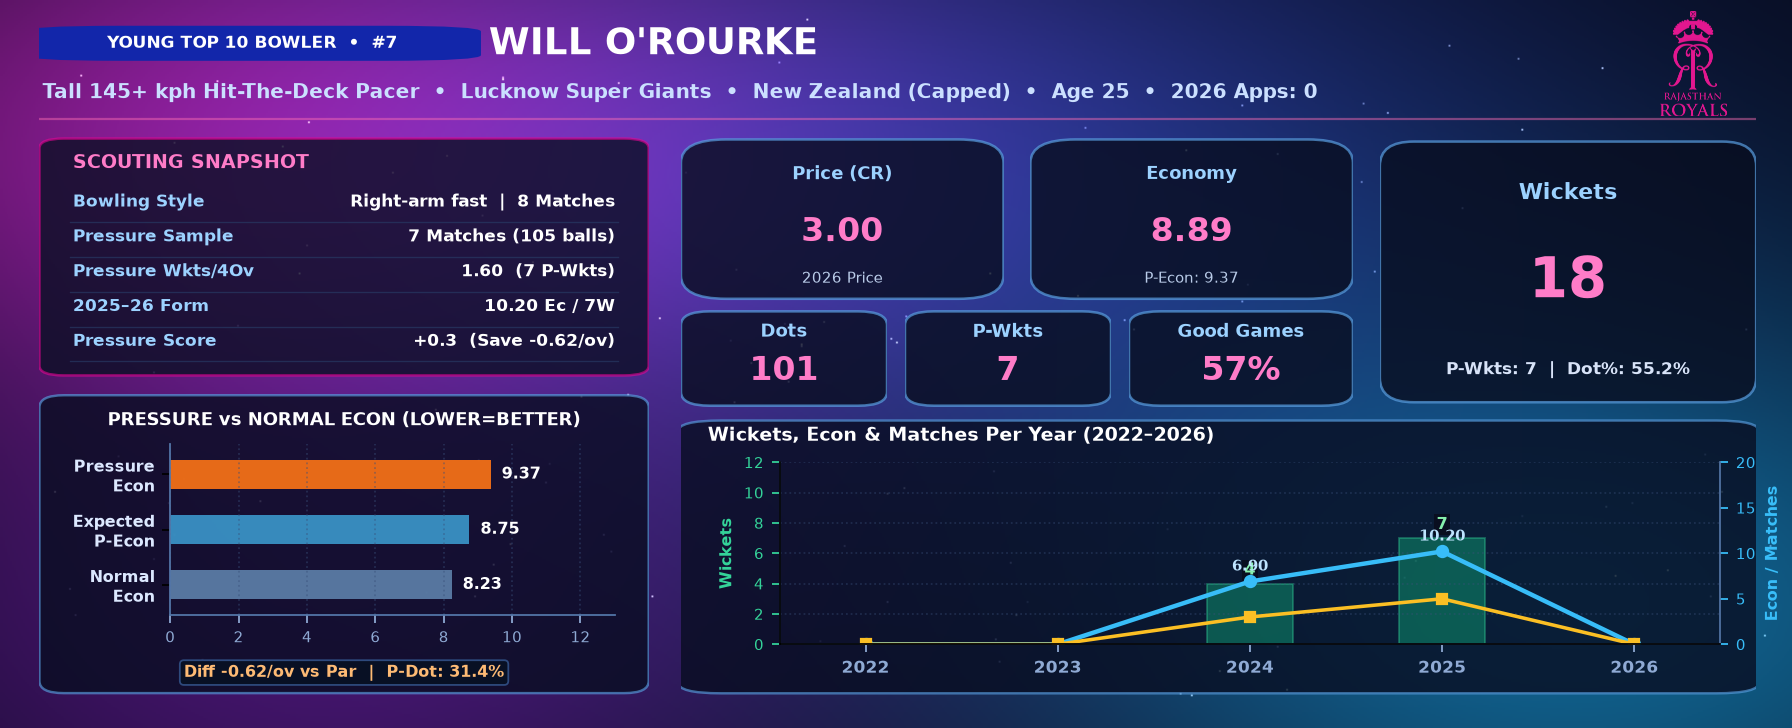 YOUNG TOP 10 BOWLER • #7
WILL O'ROURKE
Tall 145+ kph Hit-The-Deck Pacer • Lucknow Super Giants • New Zealand (Capped) • Age 25 • 2026 Apps: 0
RAJASTHAN
ROYALS
SCOUTING SNAPSHOT
Bowling Style Right-arm fast | 8 Matches
Pressure Sample 7 Matches (105 balls)
Pressure Wkts/4Ov 1.60 (7 P-Wkts)
2025–26 Form 10.20 Ec / 7W
Pressure Score +0.3 (Save -0.62/ov)
Price (CR)
3.00
2026 Price
Economy
8.89
P-Econ: 9.37
Wickets
18
P-Wkts: 7 | Dot%: 55.2%
Dots
101
P-Wkts
7
Good Games
57%
PRESSURE vs NORMAL ECON (LOWER=BETTER)
Pressure
Econ
9.37
Expected
P-Econ
8.75
Normal
Econ
8.23
0 2 4 6 8 10 12
Diff -0.62/ov vs Par | P-Dot: 31.4%
Wickets, Econ & Matches Per Year (2022–2026)
Wickets
12
10
8
6
4
2
0
6.90
4
7
10.20
20
15
10
5
0
Econ / Matches
2022 2023 2024 2025 2026